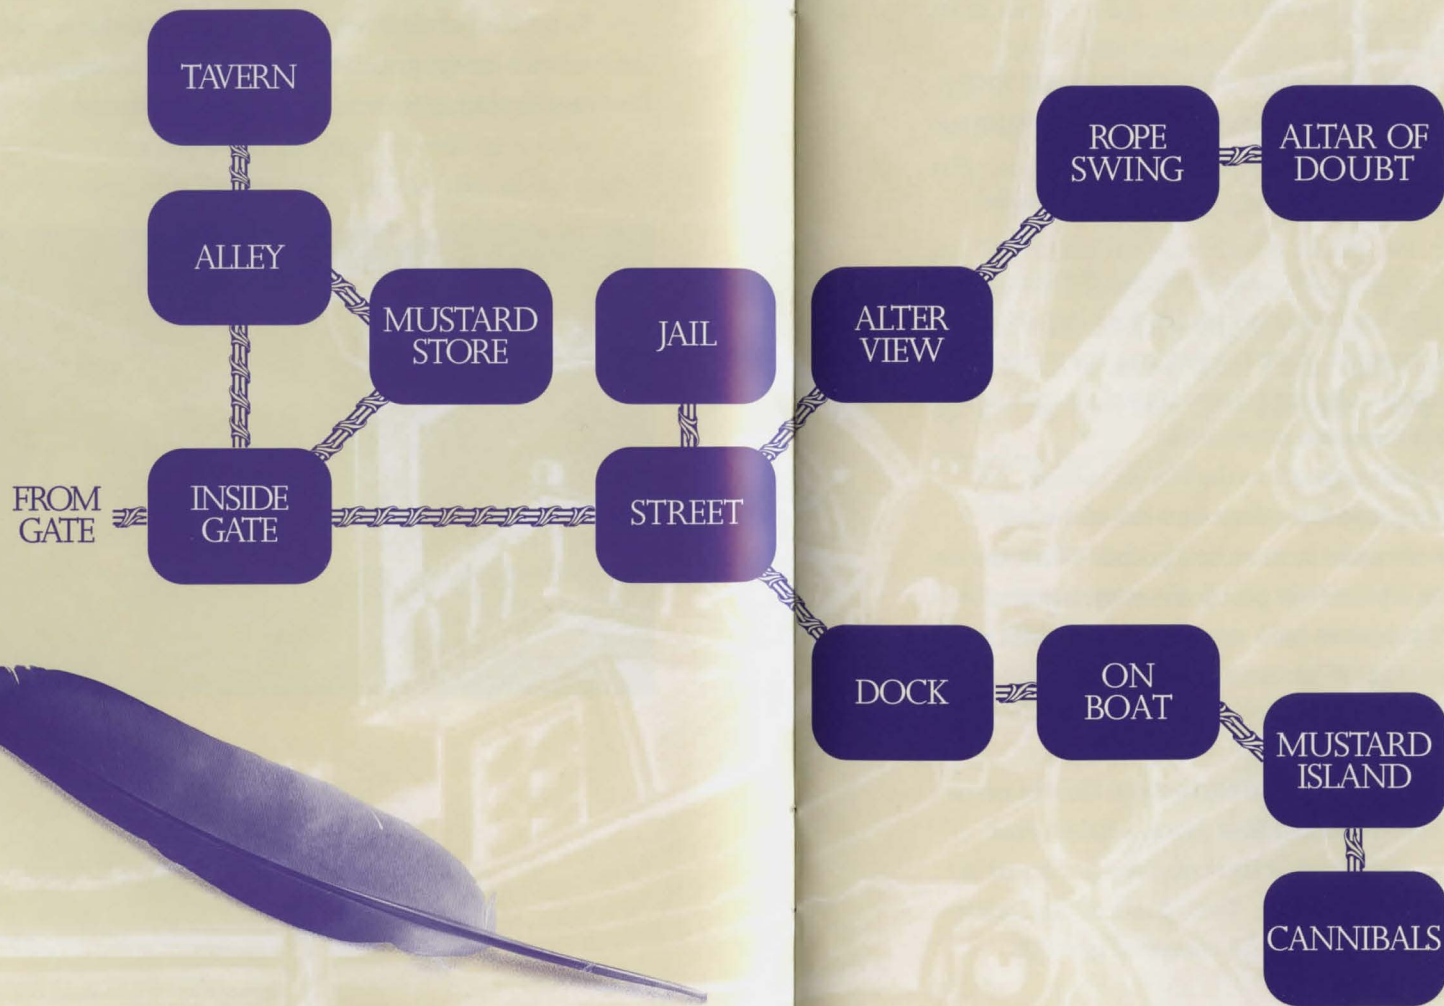 TAVERN
ALLEY
MUSTARD
STORE
JAIL
FROM
GATE
INSIDE
GATE
STREET
ROPE
SWING
ALTAR OF
DOUBT
ALTER
VIEW
DOCK
ON
BOAT
MUSTARD
ISLAND
CANNIBALS